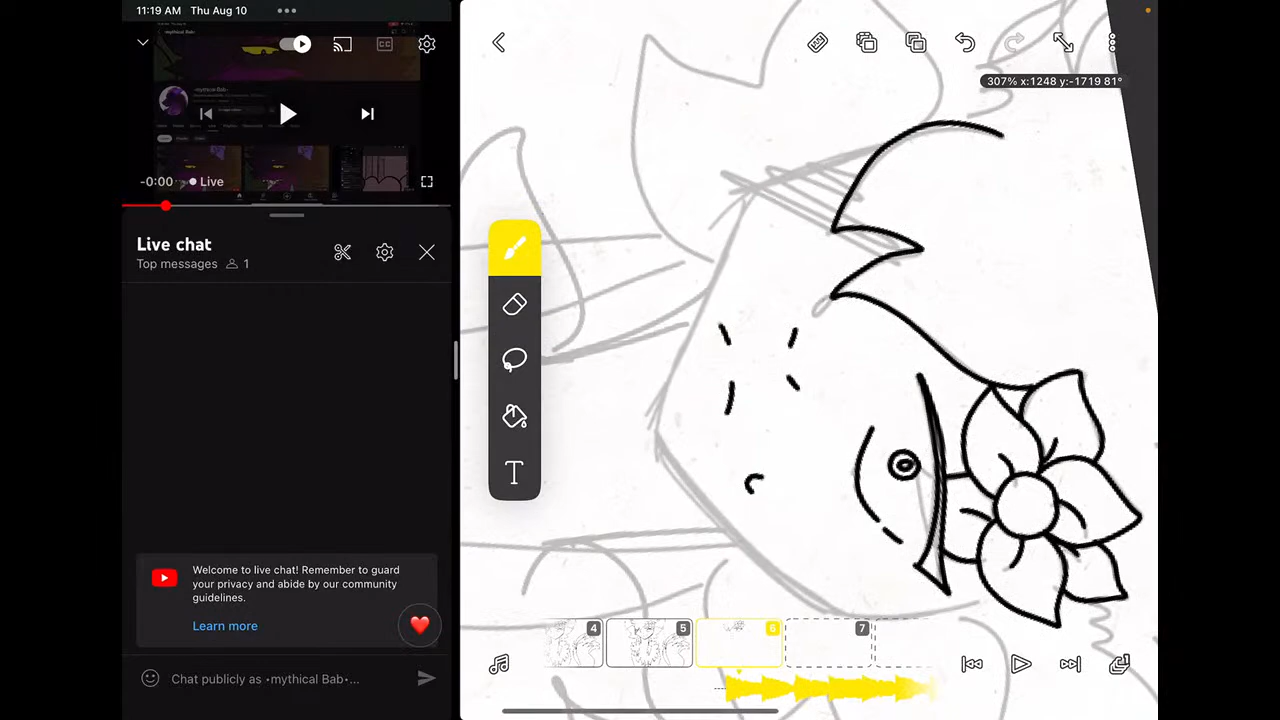 11:19 AM Thu Aug 10
-0:00 Live
Live chat
Top messages 1
Welcome to live chat! Remember to guard
your privacy and abide by our community
guidelines.
Learn more
Chat publicly as •mythical Bab•...
CC
307% x:1248 y:-1719 81°
T
4
5
6
7